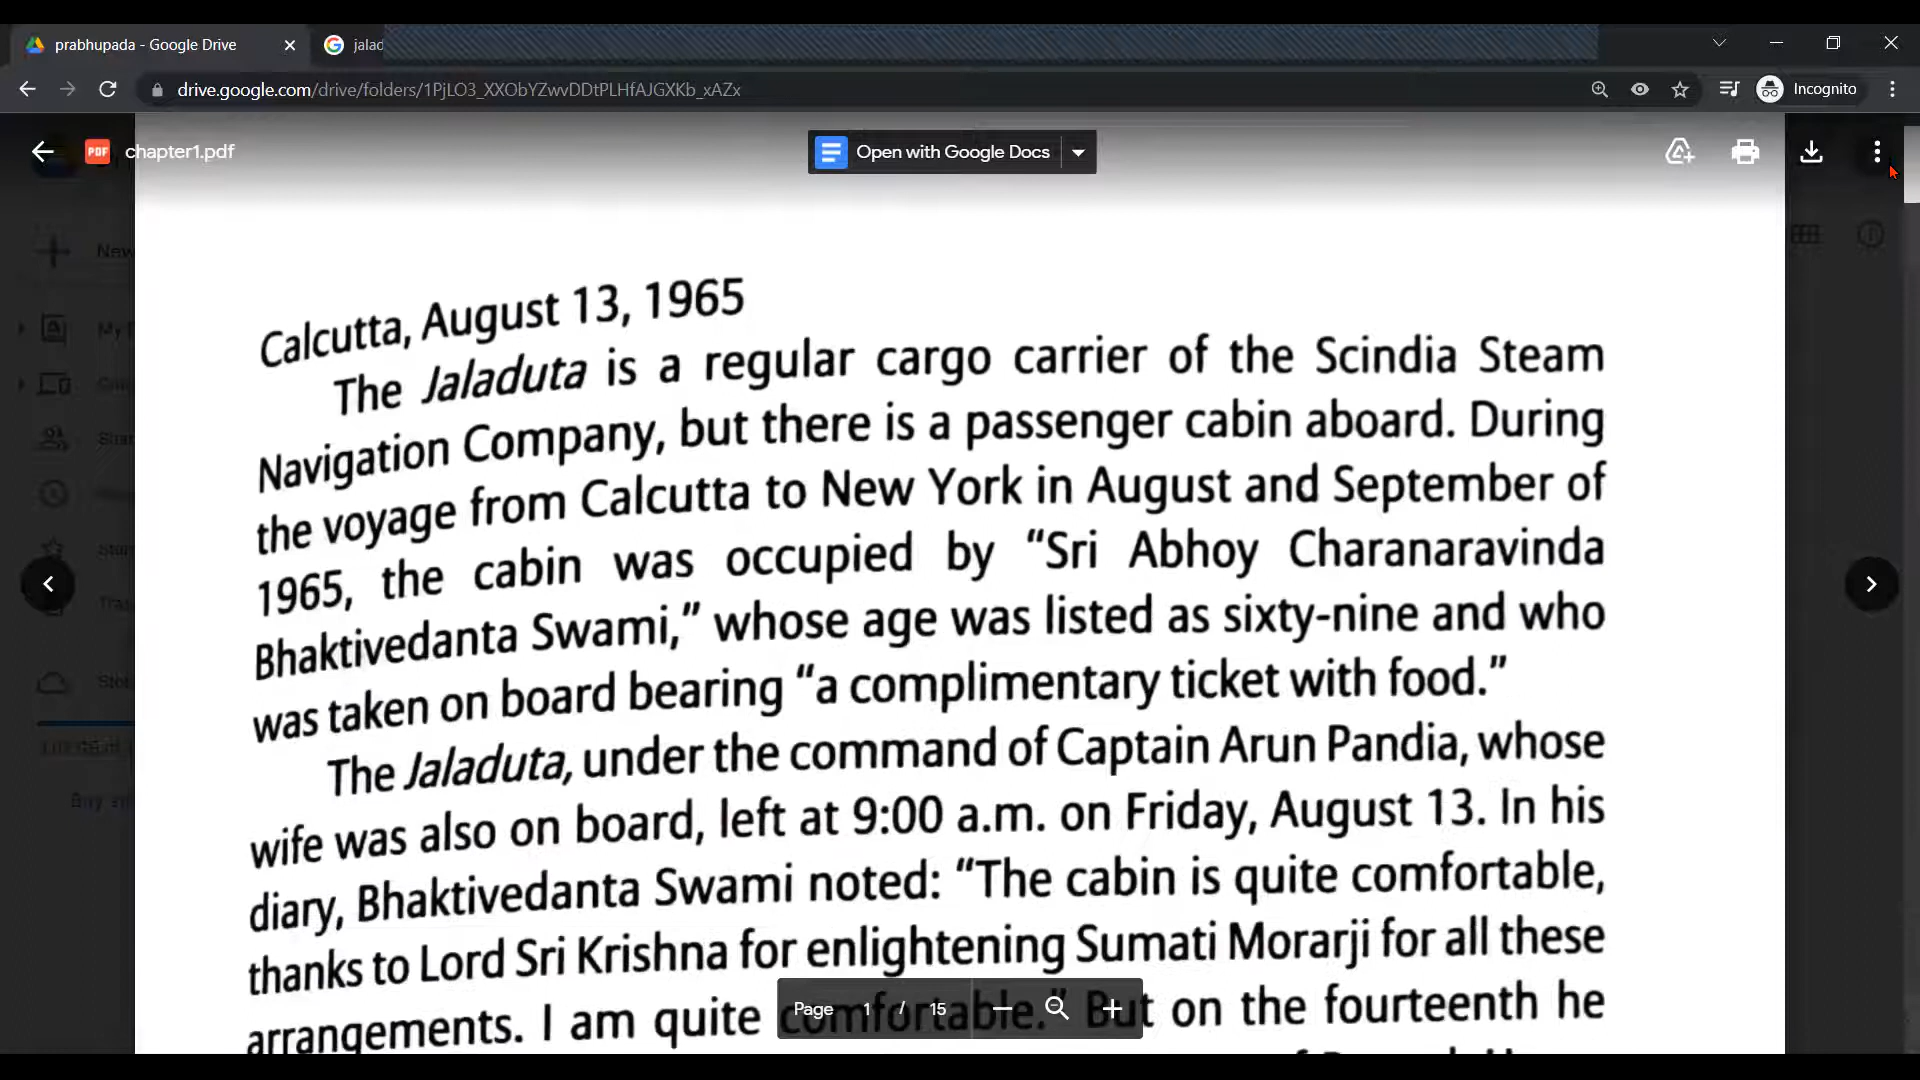 prabhupada - Google Drive
jalad
drive.google.com/drive/folders/1PjLO3_XXObYZwvDDtPLHfAJGXKb_xAZx
Incognito
PDF chapter1.pdf
Open with Google Docs
New
Calcutta, August 13, 1965
The Jaladuta is a regular cargo carrier of the Scindia Steam
Navigation Company, but there is a passenger cabin aboard. During
the voyage from Calcutta to New York in August and September of
1965, the cabin was occupied by “Sri Abhoy Charanaravinda
Bhaktivedanta Swami,” whose age was listed as sixty-nine and who
was taken on board bearing “a complimentary ticket with food.”
The Jaladuta, under the command of Captain Arun Pandia, whose
wife was also on board, left at 9:00 a.m. on Friday, August 13. In his
diary, Bhaktivedanta Swami noted: “The cabin is quite comfortable,
thanks to Lord Sri Krishna for enlightening Sumati Morarji for all these
arrangements. I am quite comfortable.” But on the fourteenth he
Page 1 / 15